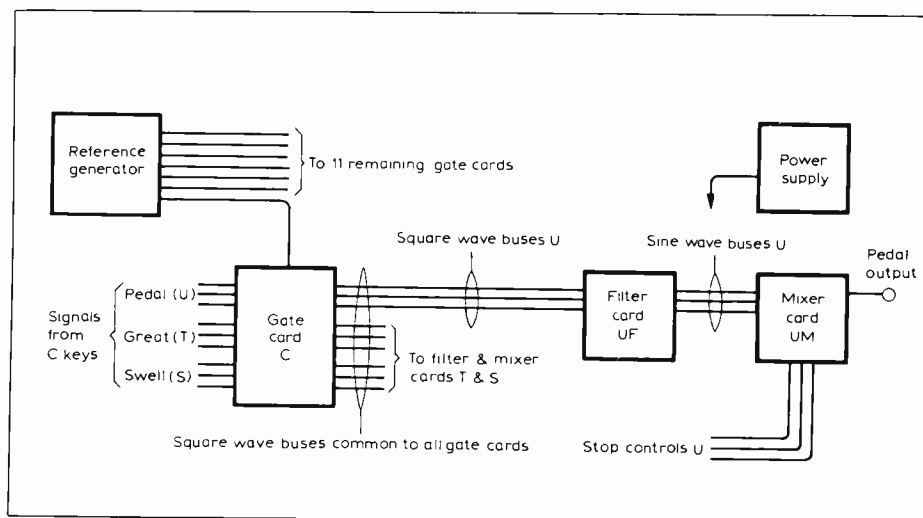 Reference
generator
To 11 remaining gate cards
Power
supply
Square wave buses U
Sine wave buses U
Pedal
output
Signals
from
C keys
Pedal (U)
Great (T)
Swell (S)
Gate
card
C
Filter
card
UF
Mixer
card
UM
To filter & mixer
cards T & S
Square wave buses common to all gate cards
Stop controls U